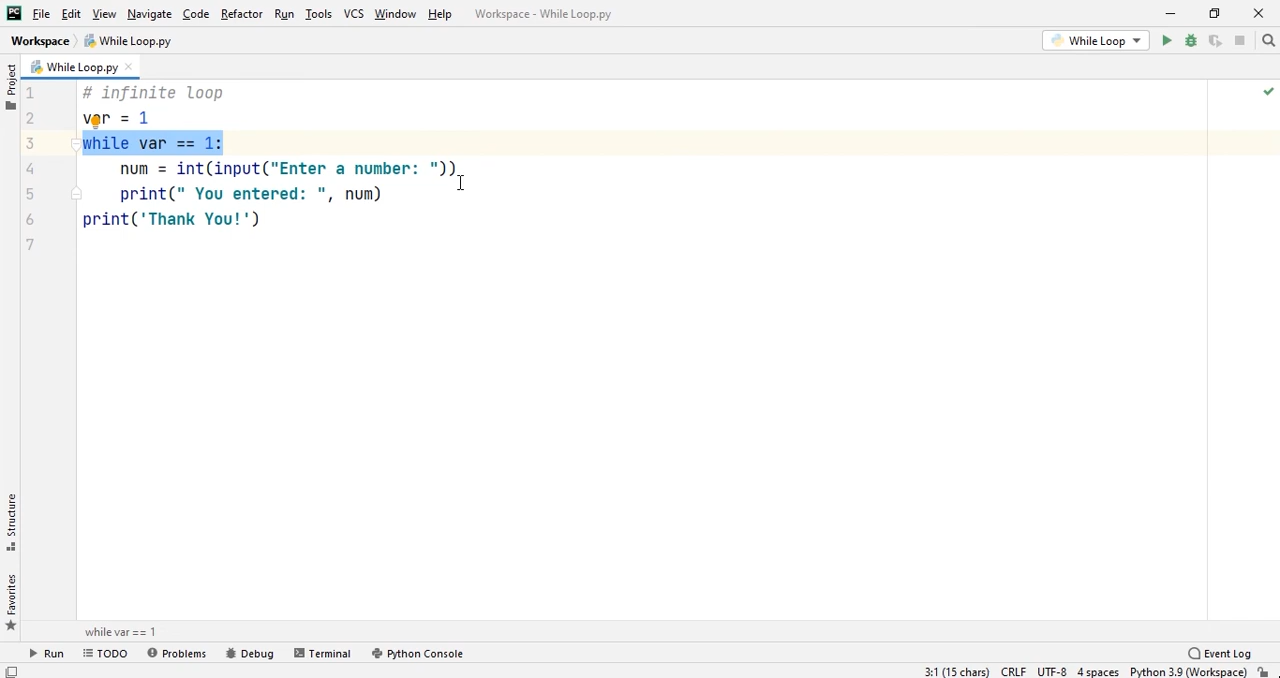 PC File Edit View Navigate Code Refactor Run Tools VCS Window Help Workspace - While Loop.py
Workspace While Loop.py While Loop
Project While Loop.py
1 # infinite loop
2 var = 1
3 while var == 1:
4 num = int(input("Enter a number: "))
5 print(" You entered: ", num)
6 print('Thank You!')
7
Structure
Favorites
while var == 1
Run TODO Problems Debug Terminal Python Console Event Log
3:1 (15 chars) CRLF UTF-8 4 spaces Python 3.9 (Workspace)